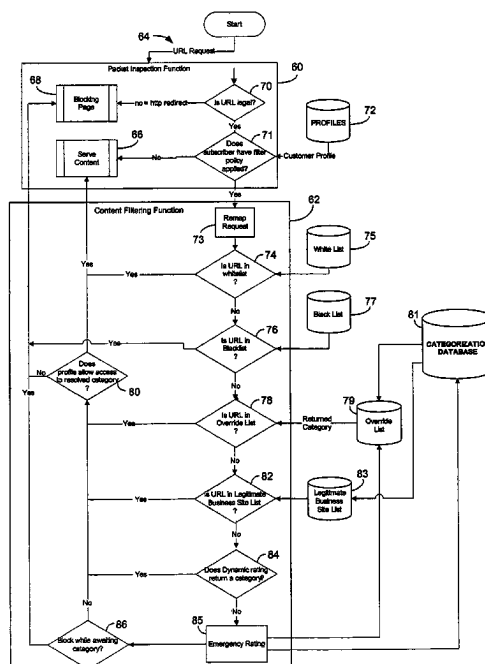 Start
64
URL Request
Packet Inspection Function
60
68
Blocking
Page
no = http redirect
Is URL legal?
70
Yes
66
Serve
Content
No
Does
subscriber have filter
policy
applied?
71
PROFILES
72
Customer Profile
Yes
Content Filtering Function
62
Remap
Request
73
74
Is URL in
whitelist
?
Yes
White List
75
No
76
Is URL in
Blacklist
?
Yes
Black List
77
No
Does
profile allow access
to resolved category
?
80
No
Yes
Yes
78
Is URL in
Override List
?
Yes
Returned
Category
79
Override
List
81
CATEGORIZATION
DATABASE
No
82
Is URL in Legitimate
Business Site List
?
Yes
83
Legitimate
Business
Site List
No
84
Does Dynamic rating
return a category?
Yes
No
No
86
Block while awaiting
category?
85
Emergency Rating
No